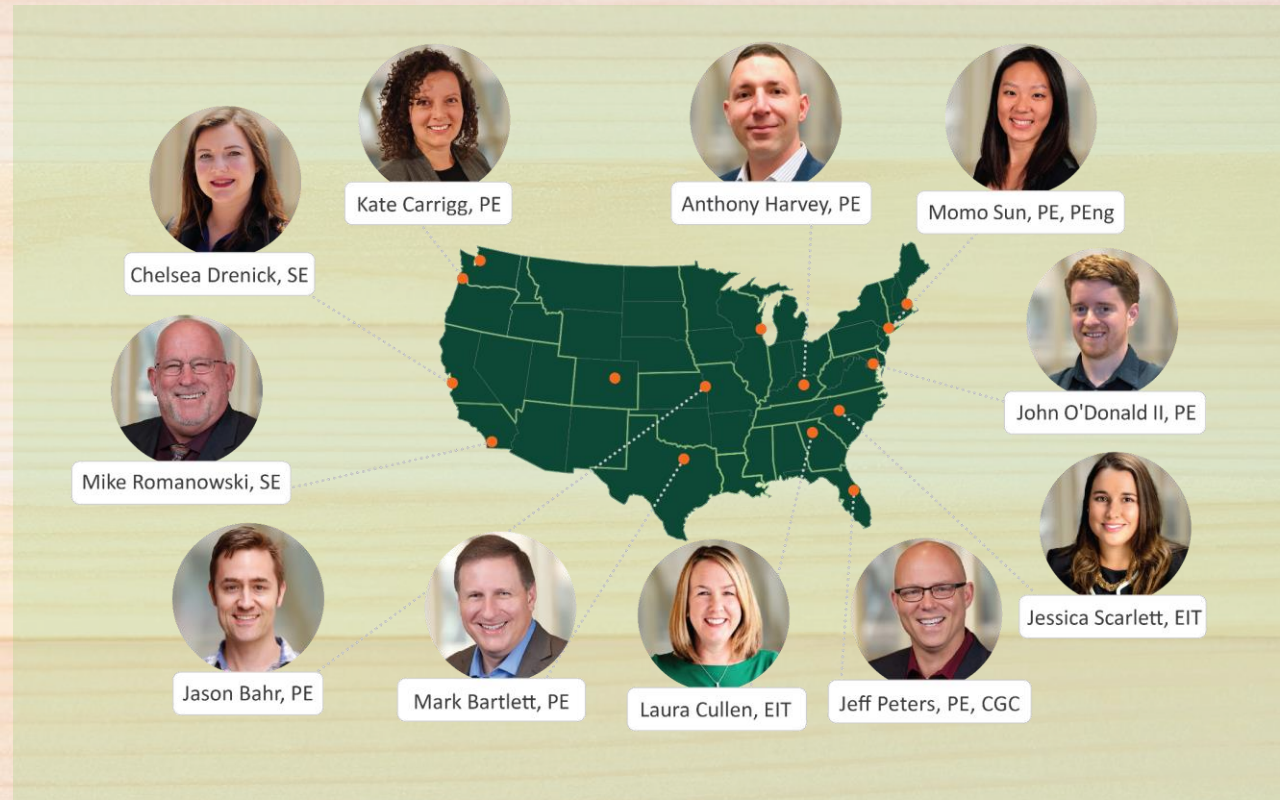 Kate Carrigg, PE
Anthony Harvey, PE
Momo Sun, PE, PEng
Chelsea Drenick, SE
John O'Donald II, PE
Mike Romanowski, SE
Jessica Scarlett, EIT
Jason Bahr, PE
Mark Bartlett, PE
Laura Cullen, EIT
Jeff Peters, PE, CGC